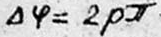 Δφ = 2pπ